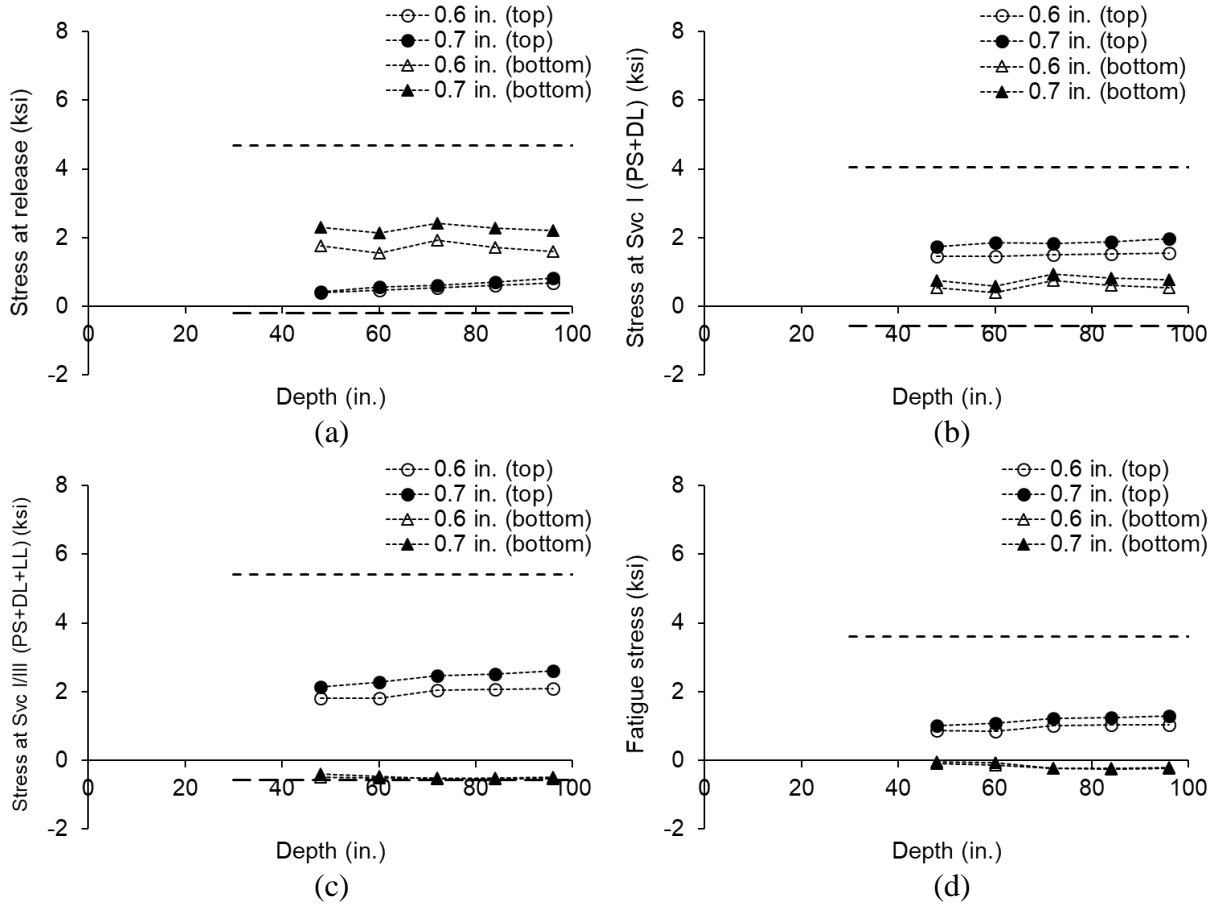 0.6 in. (top)
0.7 in. (top)
0.6 in. (bottom)
0.7 in. (bottom)
Stress at release (ksi)
8
6
4
2
0
-2
0
20
40
60
80
100
Depth (in.)
(a)
0.6 in. (top)
0.7 in. (top)
0.6 in. (bottom)
0.7 in. (bottom)
Stress at Svc I (PS+DL) (ksi)
8
6
4
2
0
-2
0
20
40
60
80
100
Depth (in.)
(b)
0.6 in. (top)
0.7 in. (top)
0.6 in. (bottom)
0.7 in. (bottom)
Stress at Svc I/III (PS+DL+LL) (ksi)
8
6
4
2
0
-2
0
20
40
60
80
100
Depth (in.)
(c)
0.6 in. (top)
0.7 in. (top)
0.6 in. (bottom)
0.7 in. (bottom)
Fatigue stress (ksi)
8
6
4
2
0
-2
0
20
40
60
80
100
Depth (in.)
(d)